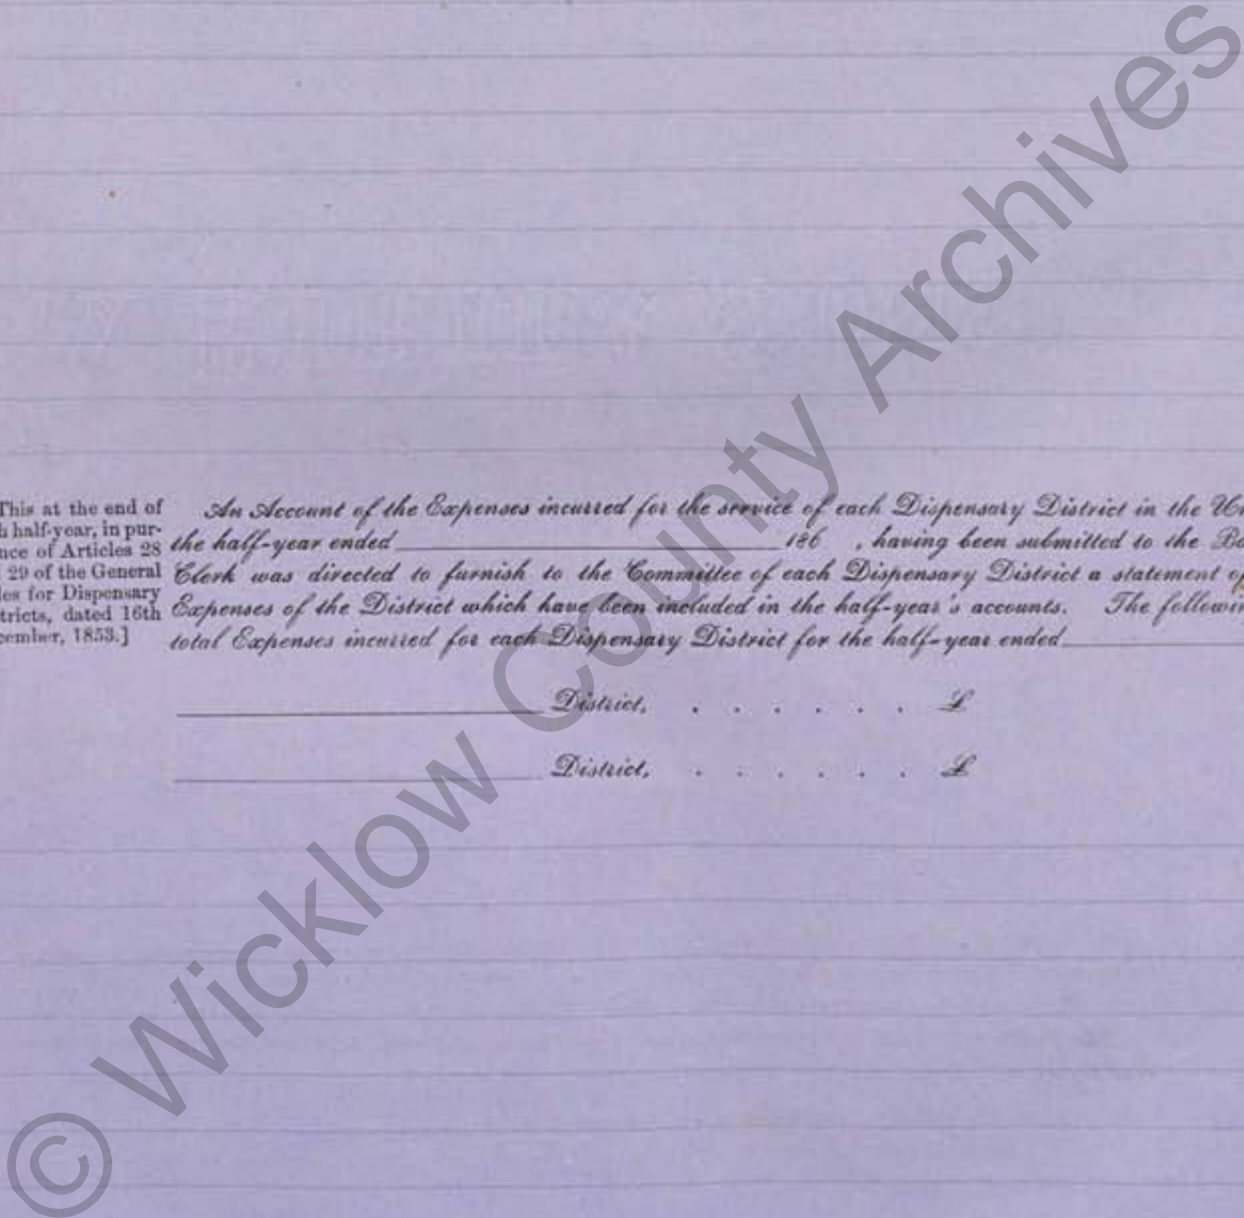 This at the end of
h half-year, in pur-
nce of Articles 28
29 of the General
les for Dispensary
tricts, dated 16th
cember, 1853.]
An Account of the Expenses incurred for the service of each Dispensary District in the Un
the half-year ended 186 , having been submitted to the Bo
Clerk was directed to furnish to the Committee of each Dispensary District a statement of
Expenses of the District which have been included in the half-year's accounts. The followin
total Expenses incurred for each Dispensary District for the half-year ended
District, . . . . . . £
District, . . . . . . £
© Wicklow County Archives